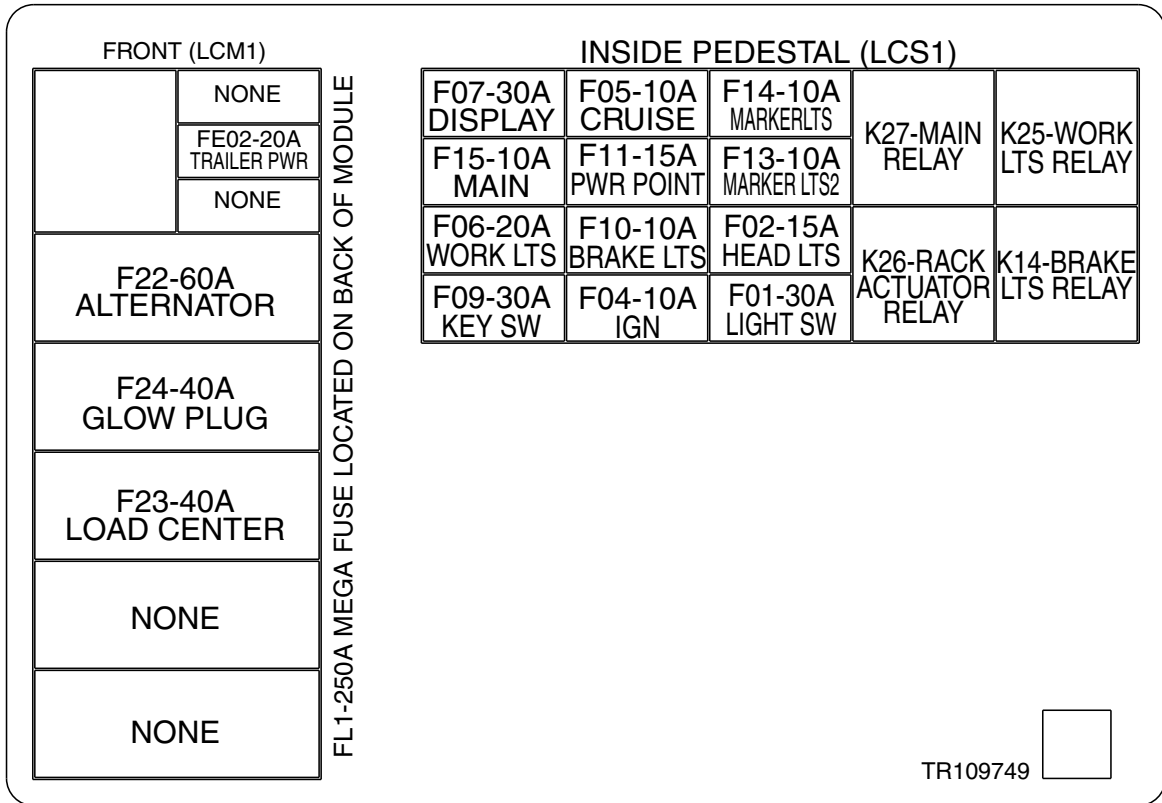 FRONT (LCM1)
NONE
FE02-20A
TRAILER PWR
NONE
F22-60A
ALTERNATOR
F24-40A
GLOW PLUG
F23-40A
LOAD CENTER
NONE
NONE
FL1-250A MEGA FUSE LOCATED ON BACK OF MODULE
INSIDE PEDESTAL (LCS1)
F07-30A
DISPLAY
F05-10A
CRUISE
F14-10A
MARKERLTS
K27-MAIN
RELAY
K25-WORK
LTS RELAY
F15-10A
MAIN
F11-15A
PWR POINT
F13-10A
MARKER LTS2
F06-20A
WORK LTS
F10-10A
BRAKE LTS
F02-15A
HEAD LTS
K26-RACK
ACTUATOR
RELAY
K14-BRAKE
LTS RELAY
F09-30A
KEY SW
F04-10A
IGN
F01-30A
LIGHT SW
TR109749